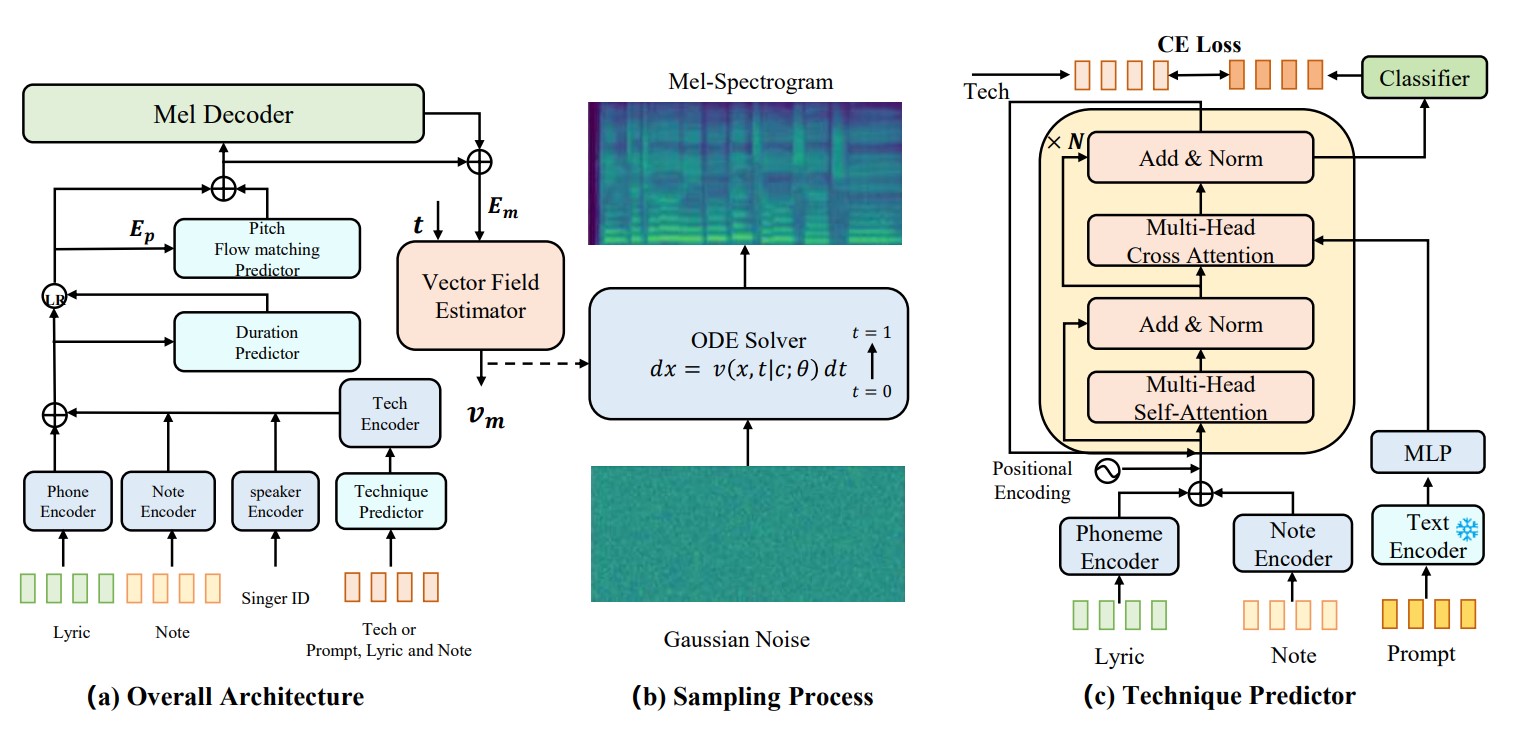 Mel Decoder
E_p
Pitch
Flow matching
Predictor
LR
Duration
Predictor
t
E_m
Vector Field
Estimator
v_m
Tech
Encoder
Phone
Encoder
Note
Encoder
speaker
Encoder
Technique
Predictor
Lyric
Note
Singer ID
Tech or
Prompt, Lyric and Note
(a) Overall Architecture
Mel-Spectrogram
ODE Solver
dx = v(x, t|c; θ) dt
t = 1
t = 0
Gaussian Noise
(b) Sampling Process
CE Loss
Tech
Classifier
× N
Add & Norm
Multi-Head
Cross Attention
Add & Norm
Multi-Head
Self-Attention
Positional
Encoding
MLP
Phoneme
Encoder
Note
Encoder
Text
Encoder
Lyric
Note
Prompt
(c) Technique Predictor